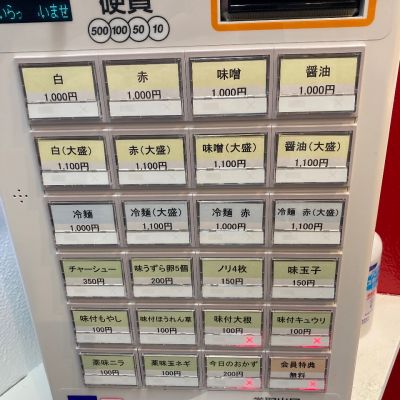 いらっ いませ
硬貨
500 100 50 10
白 赤 味噌 醤油
1,000円 1,000円 1,000円 1,000円
白(大盛) 赤(大盛) 味噌(大盛) 醤油(大盛)
1,100円 1,100円 1,100円 1,100円
冷麺 冷麺(大盛) 冷麺 赤 冷麺 赤(大盛)
1,000円 1,100円 1,000円 1,100円
チャーシュー 味うずら卵5個 ノリ4枚 味玉子
350円 200円 150円 150円
味付もやし 味付ほうれん草 味付大根 味付キュウリ
100円 100円 100円 100円
薬味ニラ 薬味玉ネギ 今日のおかず 会員特典
100円 100円 200円 無料